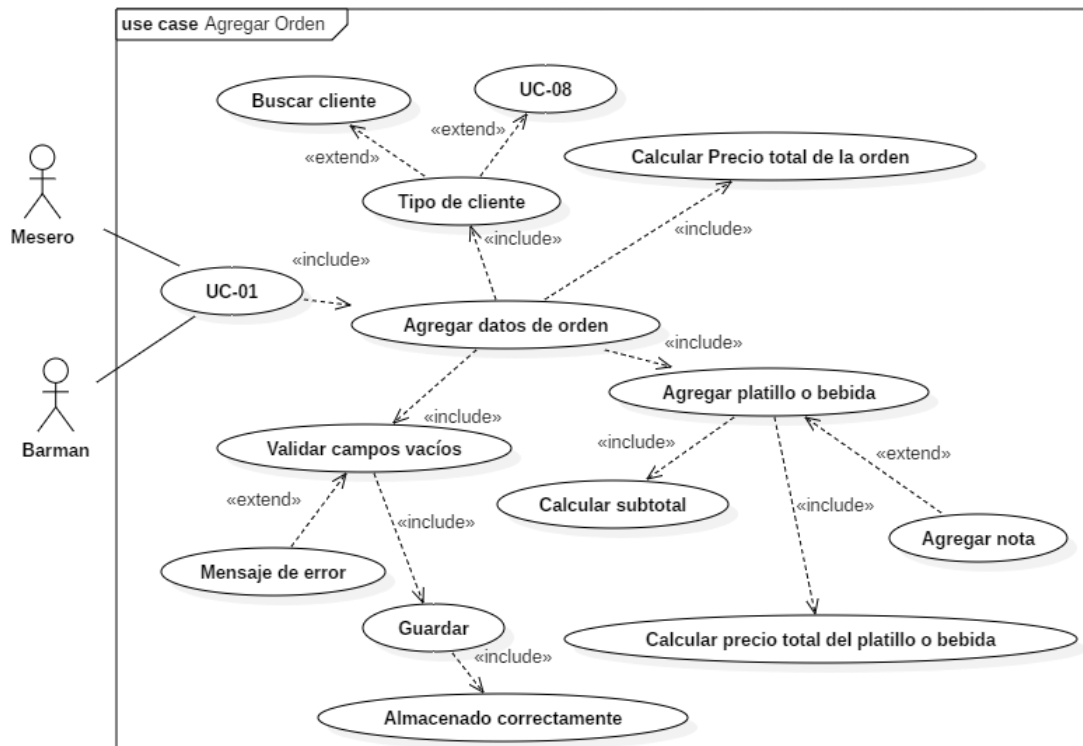 use case Agregar Orden
Buscar cliente
UC-08
«extend»
«extend»
Calcular Precio total de la orden
Tipo de cliente
Mesero
«include»
«include»
«include»
UC-01
Agregar datos de orden
«include»
Agregar platillo o bebida
Barman
«include»
Validar campos vacíos
«include»
«extend»
«extend»
Calcular subtotal
«include»
«include»
Agregar nota
Mensaje de error
Guardar
Calcular precio total del platillo o bebida
«include»
Almacenado correctamente